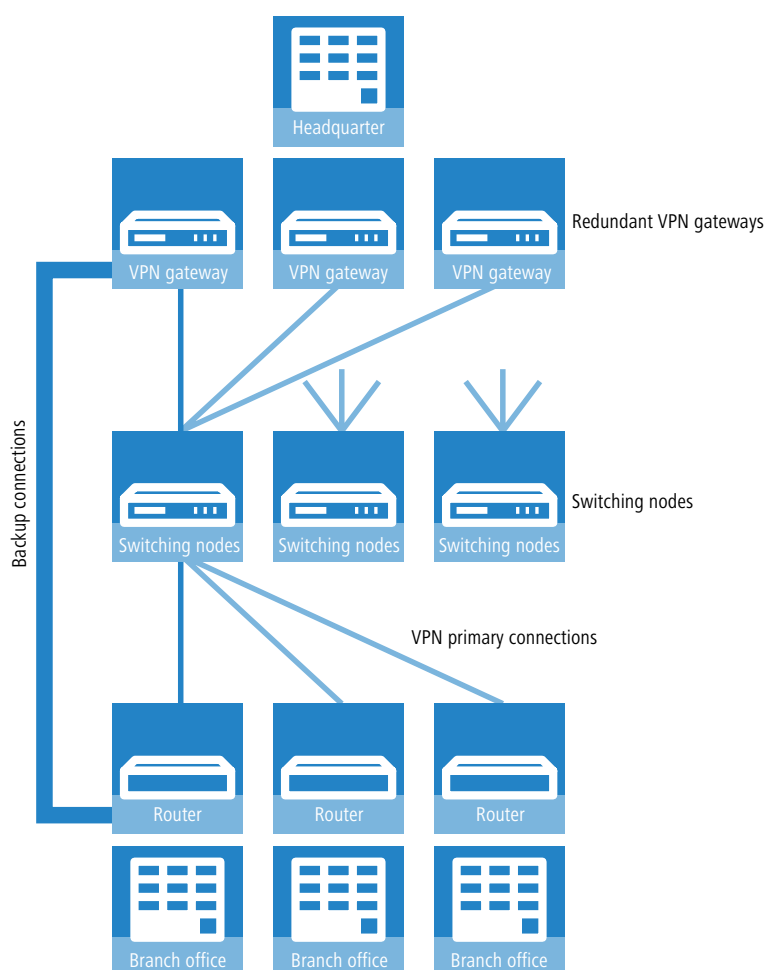 Headquarter
VPN gateway
VPN gateway
VPN gateway
Redundant VPN gateways
Backup connections
Switching nodes
Switching nodes
Switching nodes
Switching nodes
VPN primary connections
Router
Router
Router
Branch office
Branch office
Branch office